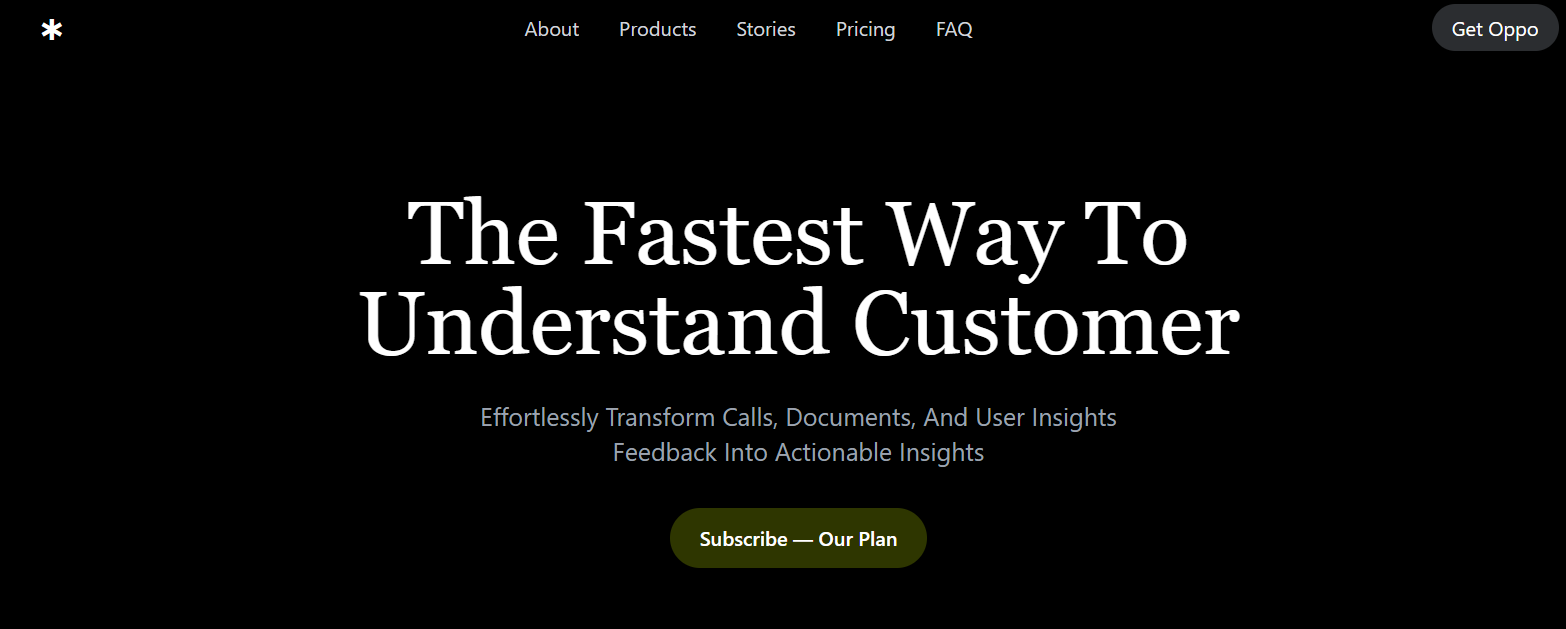 About Products Stories Pricing FAQ Get Oppo
The Fastest Way To
Understand Customer
Effortlessly Transform Calls, Documents, And User Insights
Feedback Into Actionable Insights
Subscribe — Our Plan